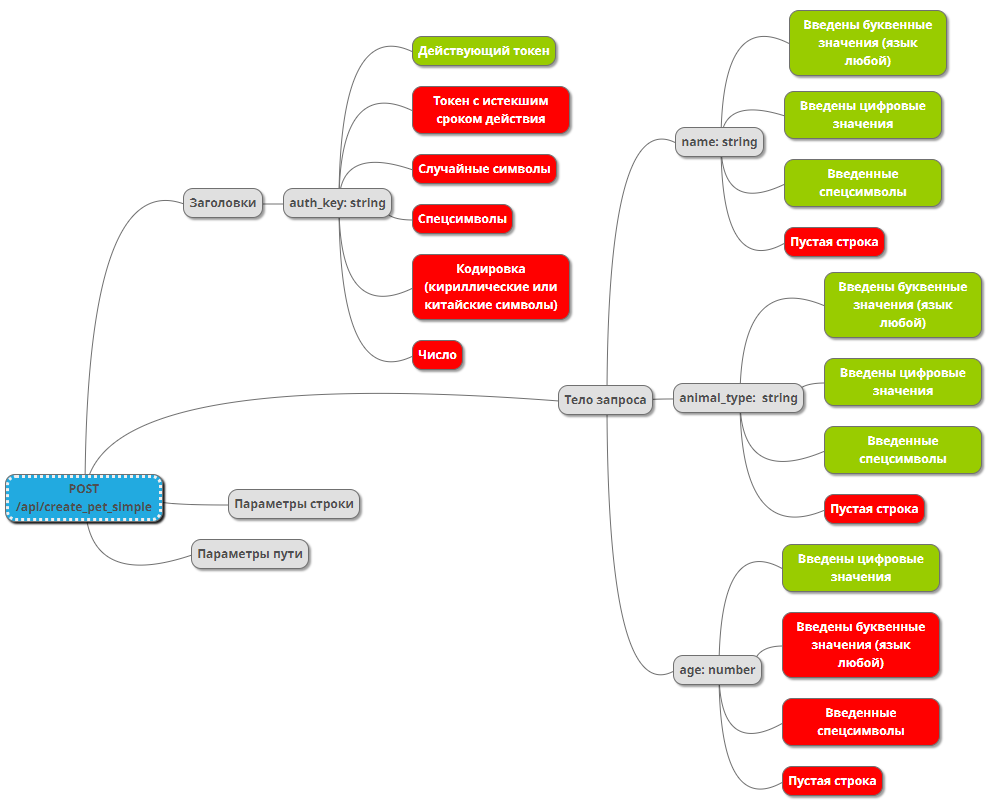 POST
/api/create_pet_simple
Заголовки
auth_key: string
Действующий токен
Токен с истекшим
сроком действия
Случайные символы
Спецсимволы
Кодировка
(кириллические или
китайские символы)
Число
Тело запроса
name: string
Введены буквенные
значения (язык
любой)
Введены цифровые
значения
Введенные
спецсимволы
Пустая строка
animal_type: string
Введены буквенные
значения (язык
любой)
Введены цифровые
значения
Введенные
спецсимволы
Пустая строка
age: number
Введены цифровые
значения
Введены буквенные
значения (язык
любой)
Введенные
спецсимволы
Пустая строка
Параметры строки
Параметры пути